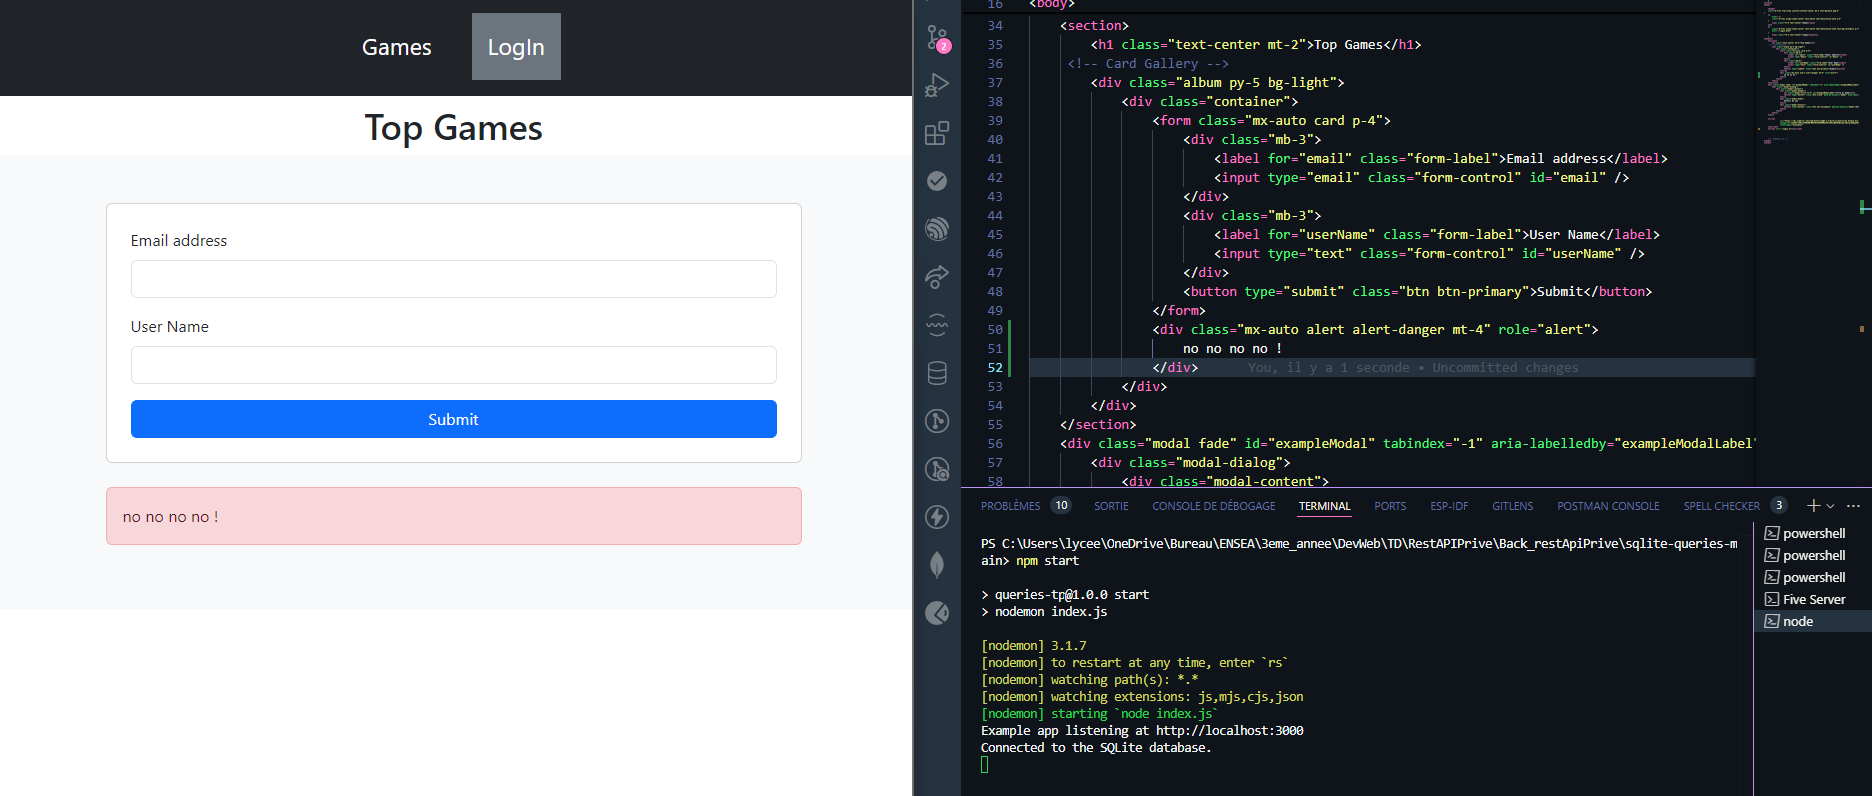 Games
LogIn
Top Games
Email address
User Name
Submit
no no no no !
2
16 <body>
34 <section>
35 <h1 class="text-center mt-2">Top Games</h1>
36 <!-- Card Gallery -->
37 <div class="album py-5 bg-light">
38 <div class="container">
39 <form class="mx-auto card p-4">
40 <div class="mb-3">
41 <label for="email" class="form-label">Email address</label>
42 <input type="email" class="form-control" id="email" />
43 </div>
44 <div class="mb-3">
45 <label for="userName" class="form-label">User Name</label>
46 <input type="text" class="form-control" id="userName" />
47 </div>
48 <button type="submit" class="btn btn-primary">Submit</button>
49 </form>
50 <div class="mx-auto alert alert-danger mt-4" role="alert">
51 no no no no !
52 </div> You, il y a 1 seconde • Uncommitted changes
53 </div>
54 </div>
55 </section>
56 <div class="modal fade" id="exampleModal" tabindex="-1" aria-labelledby="exampleModalLabel"
57 <div class="modal-dialog">
58 <div class="modal-content">
PROBLÈMES 10 SORTIE CONSOLE DE DÉBOGAGE TERMINAL PORTS ESP-IDF GITLENS POSTMAN CONSOLE SPELL CHECKER 3
PS C:\Users\lycee\OneDrive\Bureau\ENSEA\3eme_annee\DevWeb\TD\RestAPIPrive\Back_restApiPrive\sqlite-queries-m
ain> npm start
> queries-tp@1.0.0 start
> nodemon index.js
[nodemon] 3.1.7
[nodemon] to restart at any time, enter `rs`
[nodemon] watching path(s): *.*
[nodemon] watching extensions: js,mjs,cjs,json
[nodemon] starting `node index.js`
Example app listening at http://localhost:3000
Connected to the SQLite database.
powershell
powershell
powershell
Five Server
node